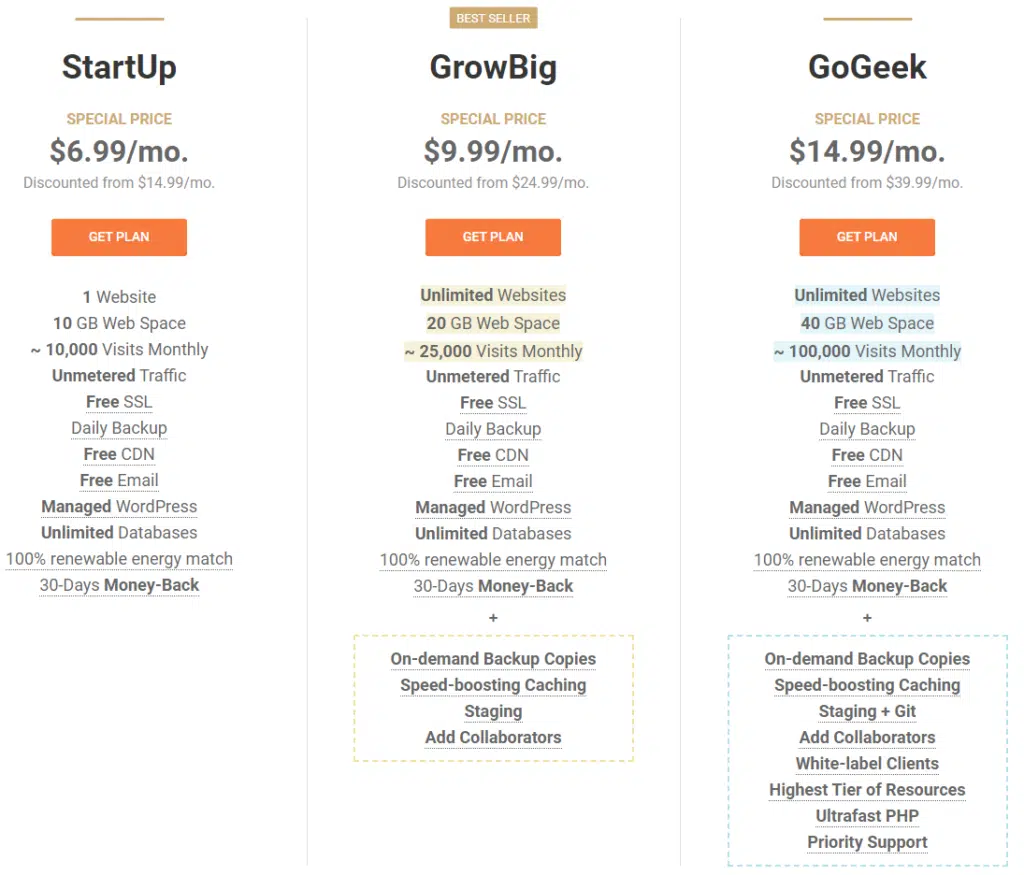 StartUp
SPECIAL PRICE
$6.99/mo.
Discounted from $14.99/mo.
GET PLAN
1 Website
10 GB Web Space
~ 10,000 Visits Monthly
Unmetered Traffic
Free SSL
Daily Backup
Free CDN
Free Email
Managed WordPress
Unlimited Databases
100% renewable energy match
30-Days Money-Back
BEST SELLER
GrowBig
SPECIAL PRICE
$9.99/mo.
Discounted from $24.99/mo.
GET PLAN
Unlimited Websites
20 GB Web Space
~ 25,000 Visits Monthly
Unmetered Traffic
Free SSL
Daily Backup
Free CDN
Free Email
Managed WordPress
Unlimited Databases
100% renewable energy match
30-Days Money-Back
+
On-demand Backup Copies
Speed-boosting Caching
Staging
Add Collaborators
GoGeek
SPECIAL PRICE
$14.99/mo.
Discounted from $39.99/mo.
GET PLAN
Unlimited Websites
40 GB Web Space
~ 100,000 Visits Monthly
Unmetered Traffic
Free SSL
Daily Backup
Free CDN
Free Email
Managed WordPress
Unlimited Databases
100% renewable energy match
30-Days Money-Back
+
On-demand Backup Copies
Speed-boosting Caching
Staging + Git
Add Collaborators
White-label Clients
Highest Tier of Resources
Ultrafast PHP
Priority Support